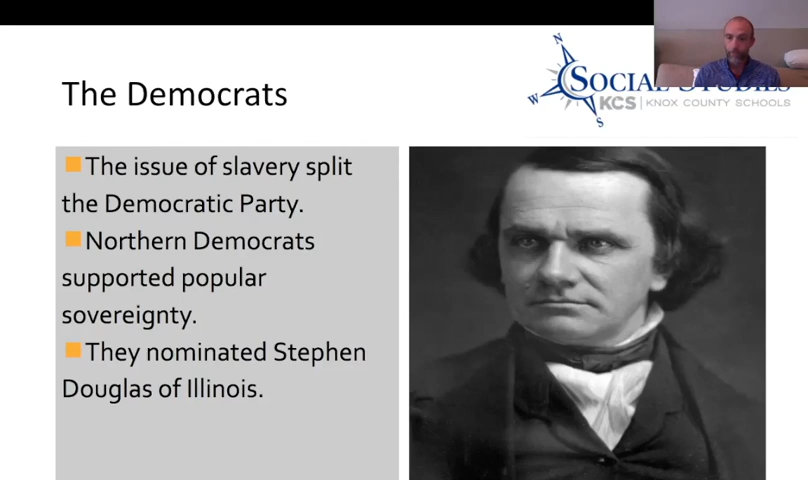 The Democrats
N
W
S
SOCIAL STUDIES
KCS | KNOX COUNTY SCHOOLS
The issue of slavery split
the Democratic Party.
Northern Democrats
supported popular
sovereignty.
They nominated Stephen
Douglas of Illinois.